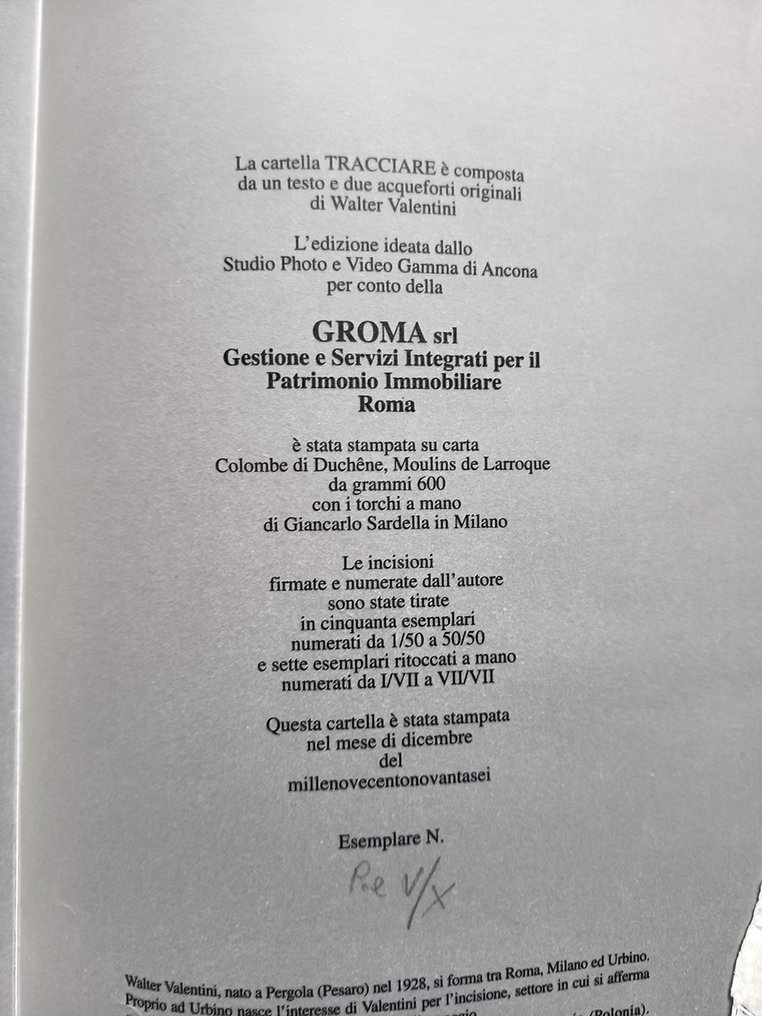 La cartella TRACCIARE è composta
da un testo e due acqueforti originali
di Walter Valentini
L'edizione ideata dallo
Studio Photo e Video Gamma di Ancona
per conto della
GROMA srl
Gestione e Servizi Integrati per il
Patrimonio Immobiliare
Roma
è stata stampata su carta
Colombe di Duchêne, Moulins de Larroque
da grammi 600
con i torchi a mano
di Giancarlo Sardella in Milano
Le incisioni
firmate e numerate dall'autore
sono state tirate
in cinquanta esemplari
numerati da 1/50 a 50/50
e sette esemplari ritoccati a mano
numerati da I/VII a VII/VII
Questa cartella è stata stampata
nel mese di dicembre
del
millenovecentonovantasei
Esemplare N.
V/X
Walter Valentini, nato a Pergola (Pesaro) nel 1928, si forma tra Roma, Milano ed Urbino.
Proprio ad Urbino nasce l'interesse di Valentini per l'incisione, settore in cui si afferma
(Polonia).